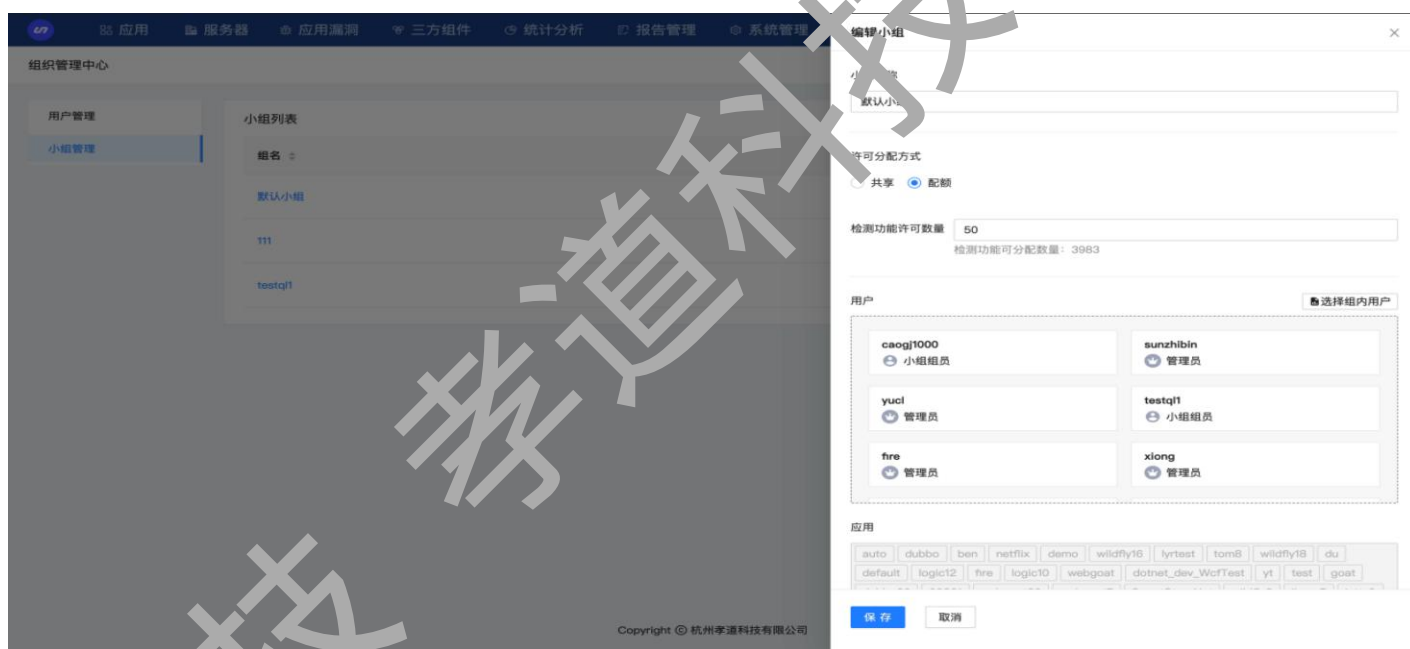 应用 服务器 应用漏洞 三方组件 统计分析 报告管理 系统管理
组织管理中心
用户管理
小组管理
小组列表
组名
默认小组
111
testql1
编辑小组
默认小
许可分配方式
共享 配额
检测功能许可数量 50
检测功能可分配数量：3983
用户 选择组内用户
caogj1000 sunzhibin
小组组员 管理员
yucl testql1
管理员 小组组员
fire xiong
管理员 管理员
应用
auto dubbo ben netflix demo wildfly16 lyrtest tom8 wildfly18 du
default logic12 fire logic10 webgoat dotnet_dev_WcfTest yt test goat
保存 取消
Copyright © 杭州孝道科技有限公司
孝道科技
技